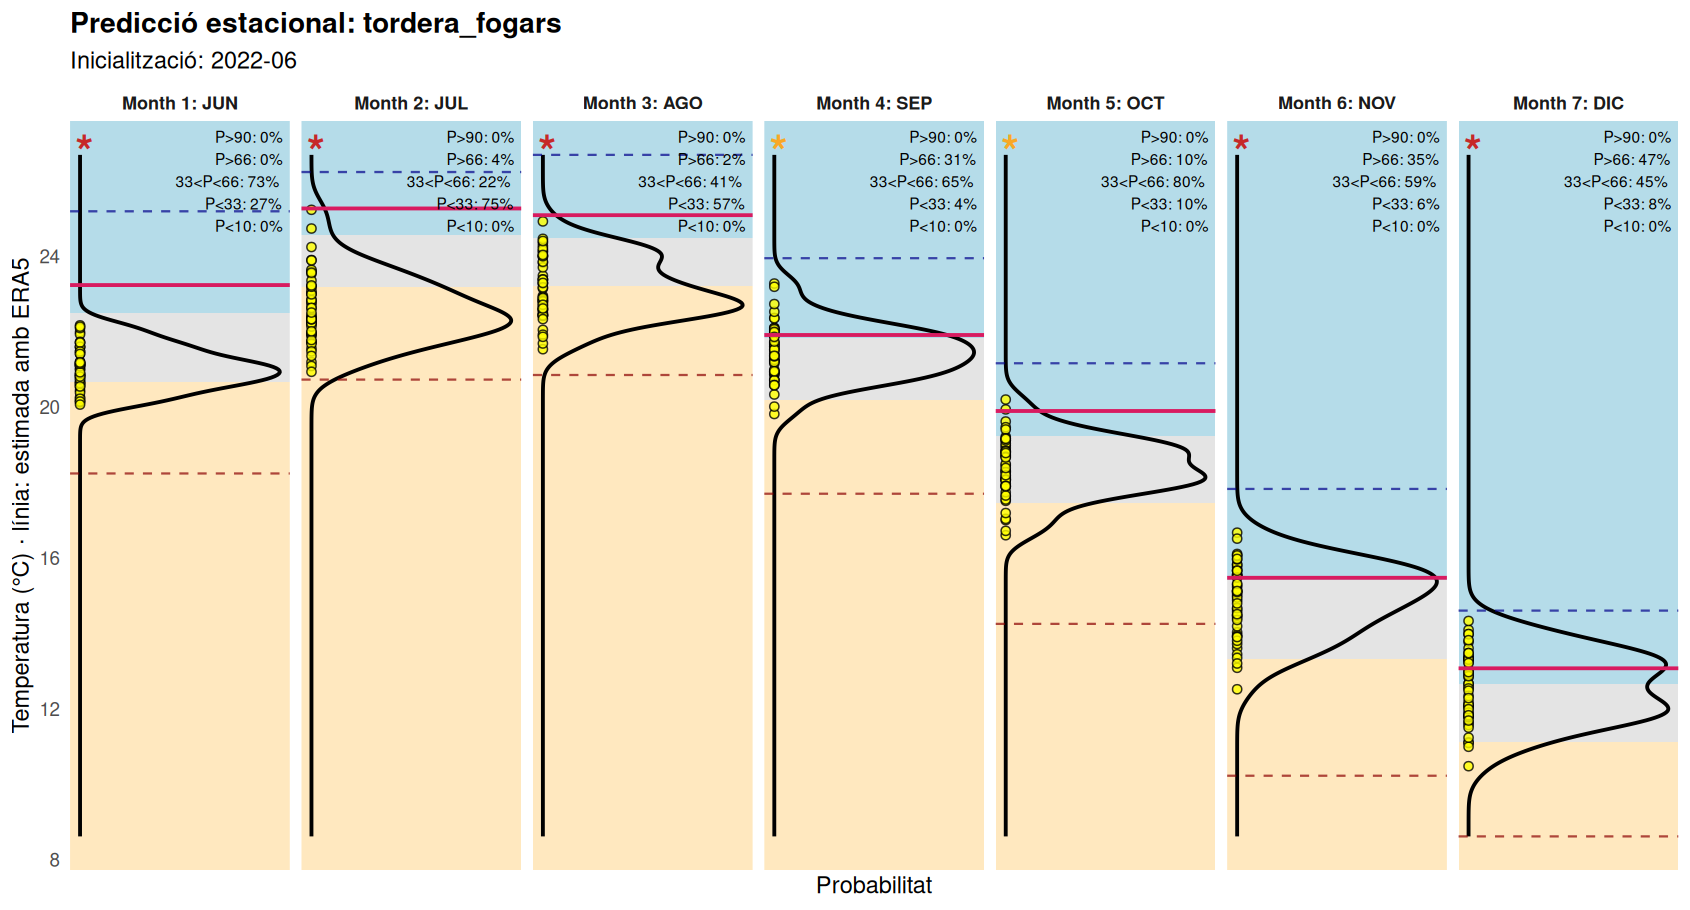 Predicció estacional: tordera_fogars
Inicialització: 2022-06
Month 1: JUN
Month 2: JUL
Month 3: AGO
Month 4: SEP
Month 5: OCT
Month 6: NOV
Month 7: DIC
*
P>90: 0%
P>66: 0%
33<P<66: 73%
P<33: 27%
P<10: 0%
*
P>90: 0%
P>66: 4%
33<P<66: 22%
P<33: 75%
P<10: 0%
*
P>90: 0%
P>66: 2%
33<P<66: 41%
P<33: 57%
P<10: 0%
*
P>90: 0%
P>66: 31%
33<P<66: 65%
P<33: 4%
P<10: 0%
*
P>90: 0%
P>66: 10%
33<P<66: 80%
P<33: 10%
P<10: 0%
*
P>90: 0%
P>66: 35%
33<P<66: 59%
P<33: 6%
P<10: 0%
*
P>90: 0%
P>66: 47%
33<P<66: 45%
P<33: 8%
P<10: 0%
Temperatura (°C) · línia: estimada amb ERA5
24
20
16
12
8
Probabilitat